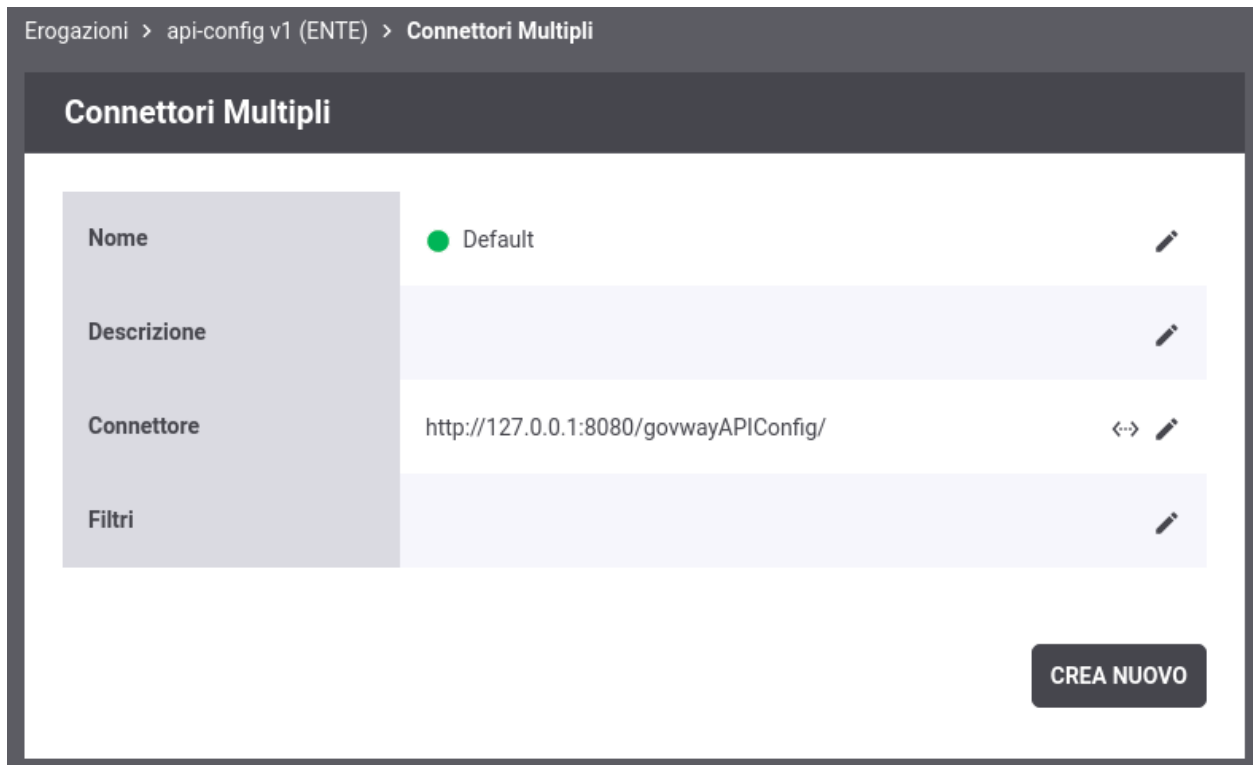 Erogazioni > api-config v1 (ENTE) > Connettori Multipli
Connettori Multipli
Nome
Default
Descrizione
Connettore
http://127.0.0.1:8080/govwayAPIConfig/
Filtri
CREA NUOVO